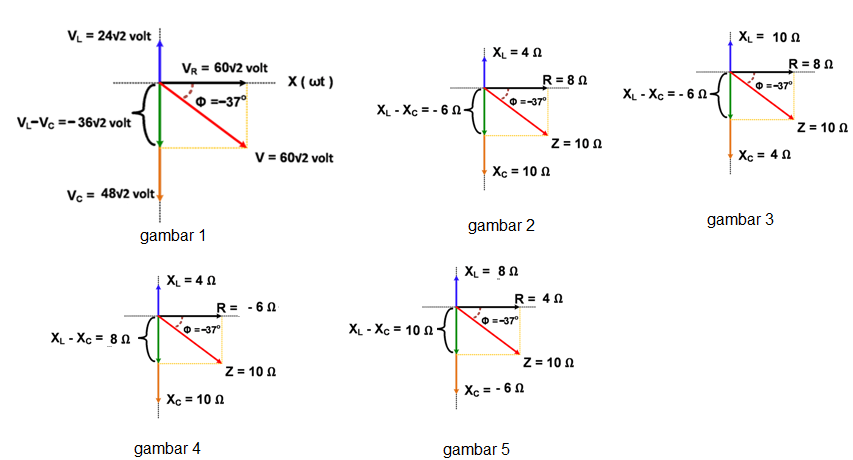 VL = 24√2 volt
VR = 60√2 volt
X ( ωt )
Φ =-37°
VL-VC =- 36√2 volt
V = 60√2 volt
VC = 48√2 volt
gambar 1
XL = 4 Ω
R = 8 Ω
Φ =-37°
XL - XC = - 6 Ω
Z = 10 Ω
XC = 10 Ω
gambar 2
XL = 10 Ω
R = 8 Ω
Φ =-37°
XL - XC = - 6 Ω
Z = 10 Ω
XC = 4 Ω
gambar 3
XL = 4 Ω
R = - 6 Ω
Φ =-37°
XL - XC = 8 Ω
Z = 10 Ω
XC = 10 Ω
gambar 4
XL = 8 Ω
R = 4 Ω
Φ =-37°
XL - XC = 10 Ω
Z = 10 Ω
XC = - 6 Ω
gambar 5